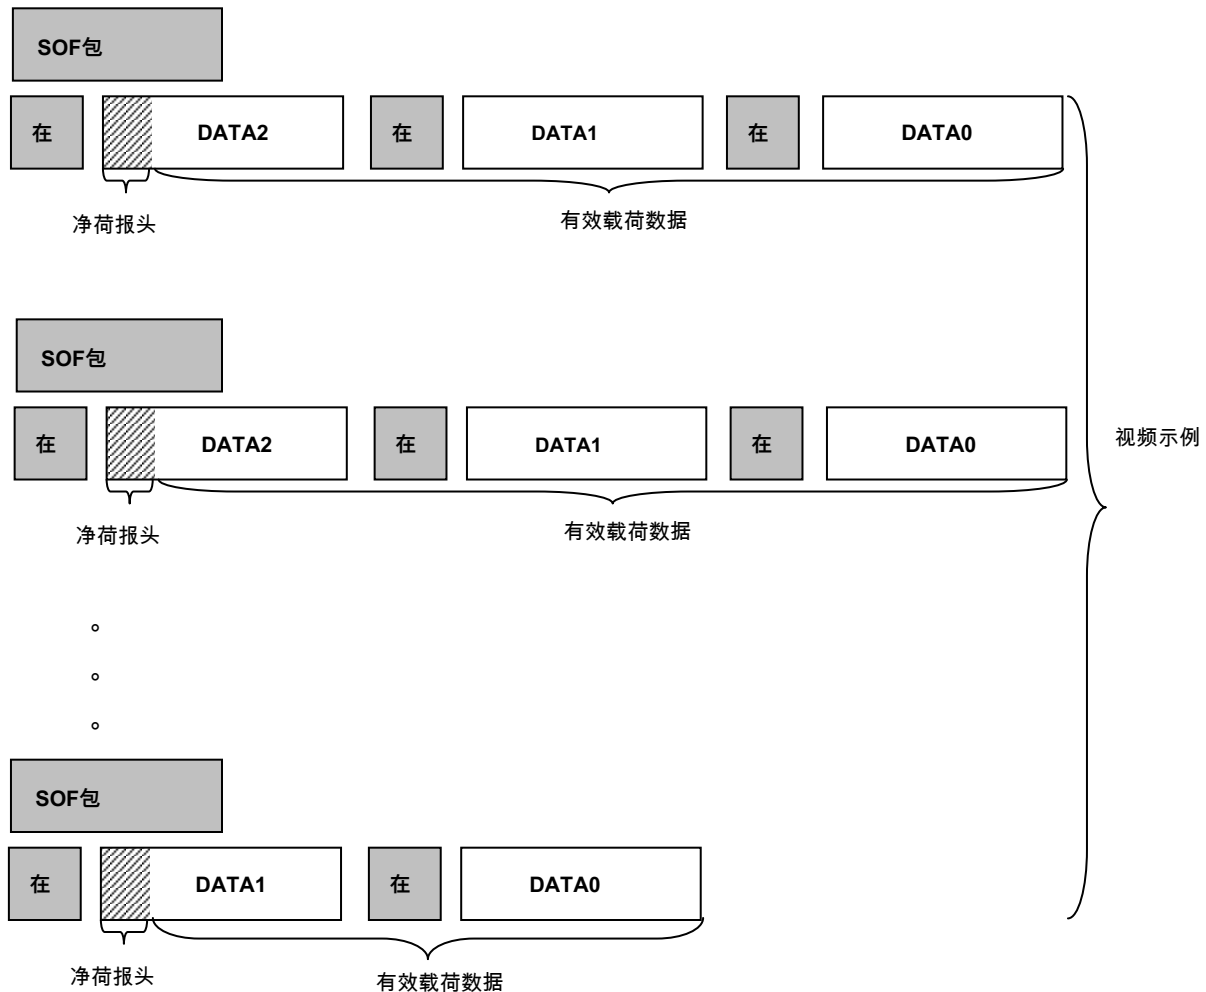 SOF包
在 DATA2 在 DATA1 在 DATA0
净荷报头 有效载荷数据
SOF包
在 DATA2 在 DATA1 在 DATA0
视频示例
净荷报头 有效载荷数据
。
。
。
SOF包
在 DATA1 在 DATA0
净荷报头 有效载荷数据